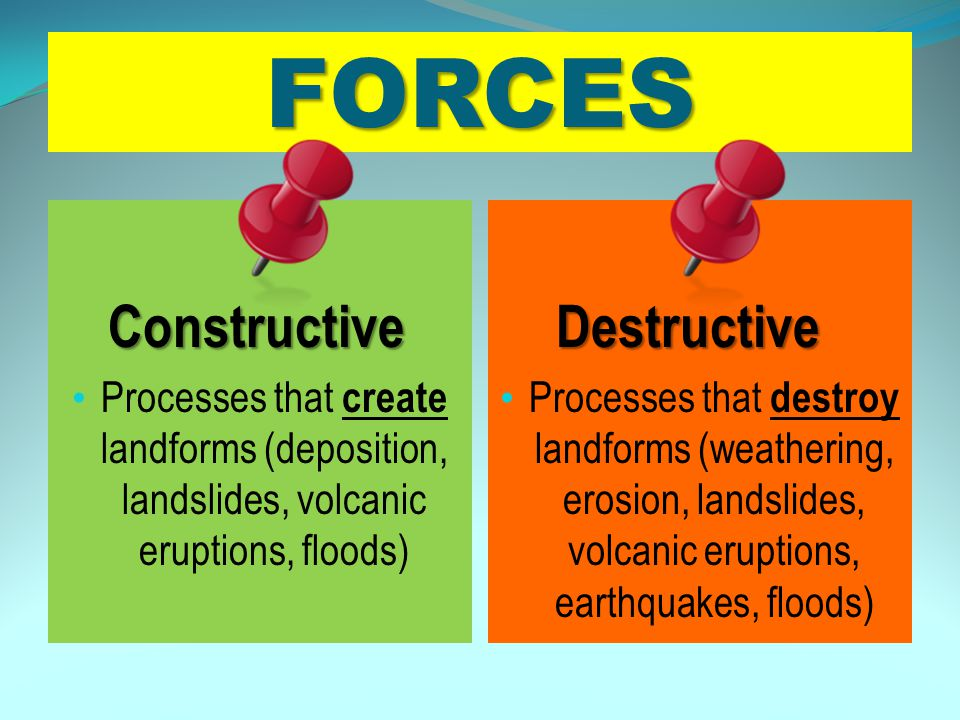 FORCES
Constructive
• Processes that create
landforms (deposition,
landslides, volcanic
eruptions, floods)
Destructive
• Processes that destroy
landforms (weathering,
erosion, landslides,
volcanic eruptions,
earthquakes, floods)